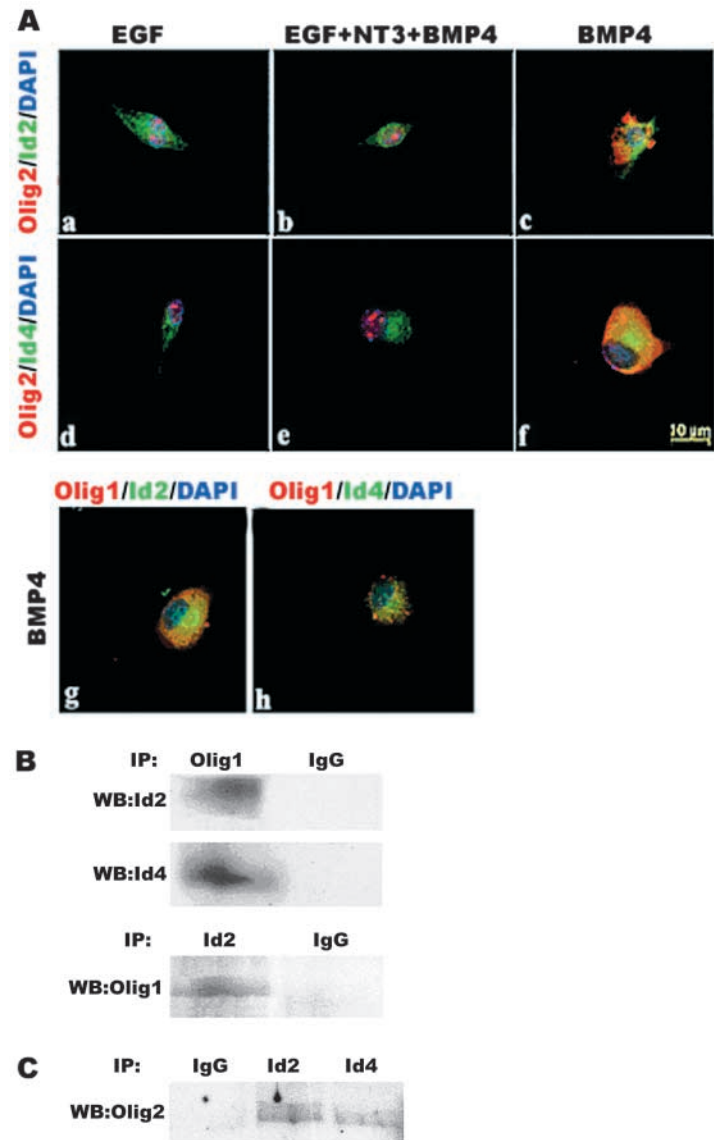 A
EGF EGF+NT3+BMP4 BMP4
Olig2/Id2/DAPI
a b c
Olig2/Id4/DAPI
d e f
10 µm
Olig1/Id2/DAPI Olig1/Id4/DAPI
BMP4
g h
B
IP: Olig1 IgG
WB:Id2
WB:Id4
IP: Id2 IgG
WB:Olig1
C
IP: IgG Id2 Id4
WB:Olig2